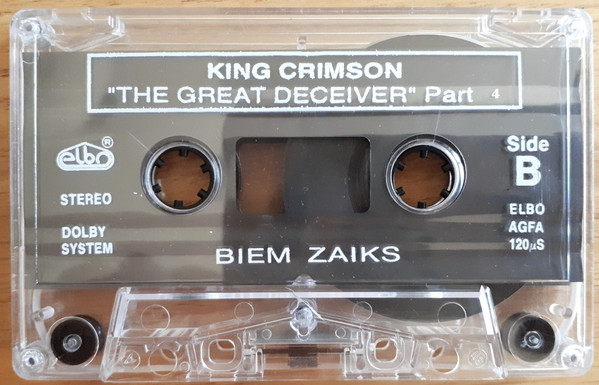 KING CRIMSON
"THE GREAT DECEIVER" Part 4
elbo®
STEREO
DOLBY
SYSTEM
Side
B
ELBO
AGFA
120µS
BIEM ZAIKS